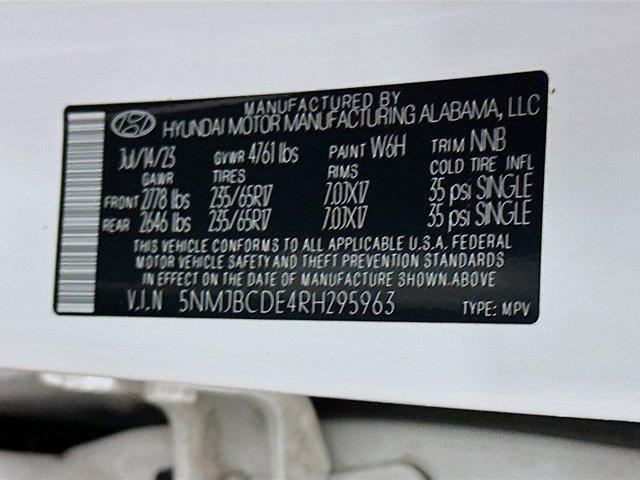 MANUFACTURED BY
HYUNDAI MOTOR MANUFACTURING ALABAMA, LLC
Jul/14/23 GVWR 4761 lbs PAINT W6H TRIM NNB
GAWR TIRES RIMS COLD TIRE INFL
FRONT 2778 lbs 235/65R17 7.0JX17 35 psi SINGLE
REAR 2646 lbs 235/65R17 7.0JX17 35 psi SINGLE
THIS VEHICLE CONFORMS TO ALL APPLICABLE U.S.A. FEDERAL
MOTOR VEHICLE SAFETY AND THEFT PREVENTION STANDARDS
IN EFFECT ON THE DATE OF MANUFACTURE SHOWN ABOVE
V.I.N 5NMJBCDE4RH295963 TYPE: MPV